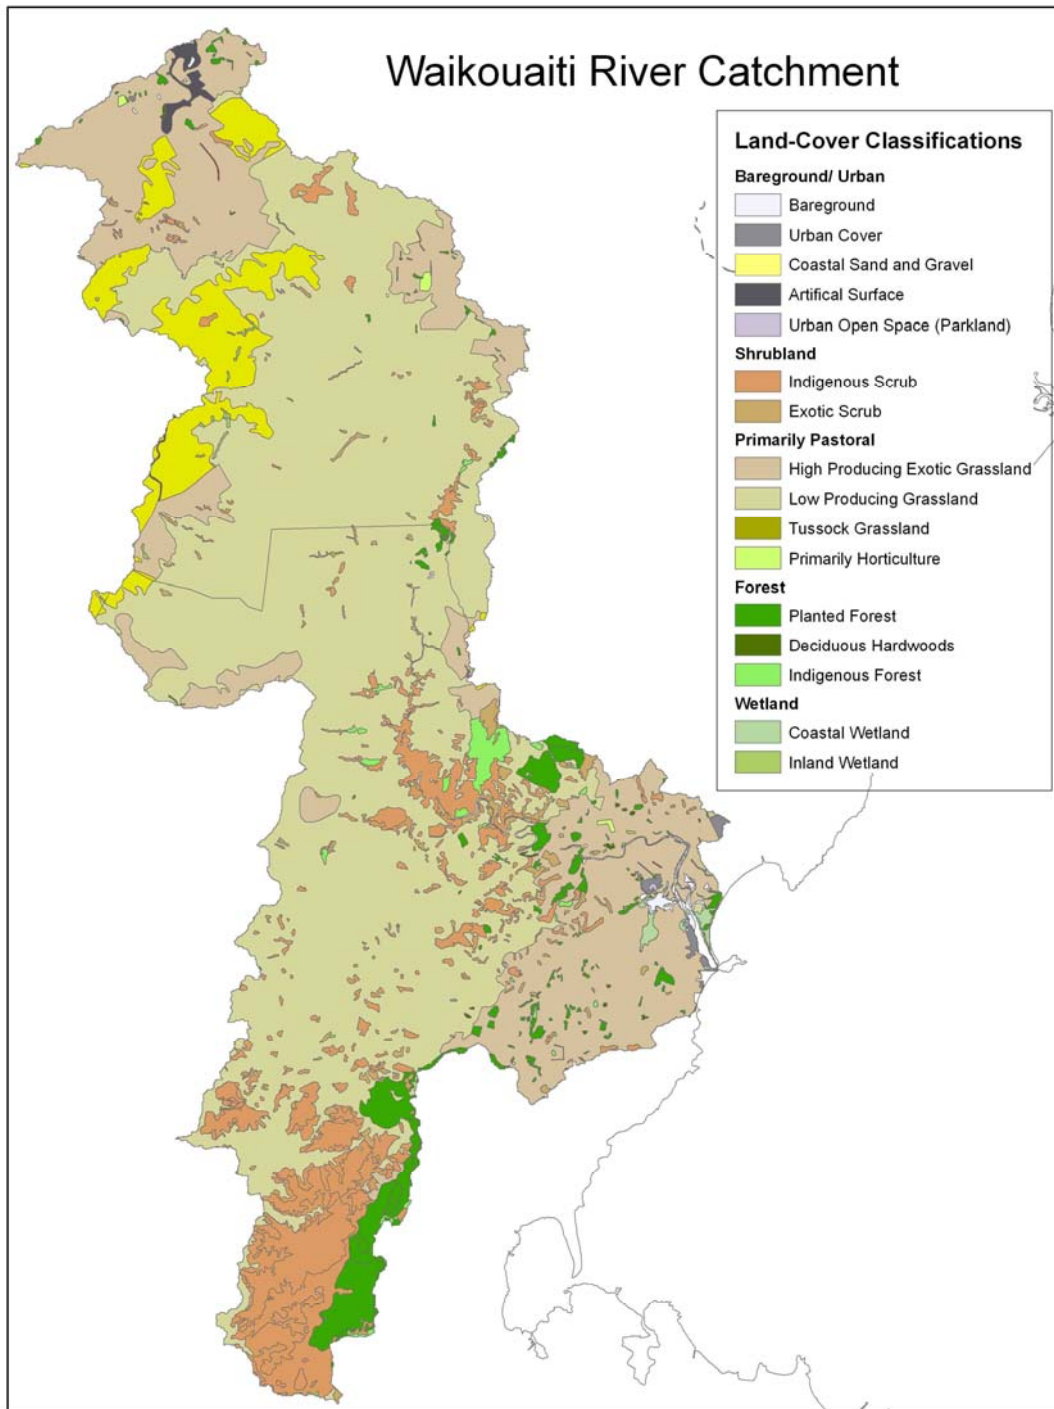 Waikouaiti River Catchment
Land-Cover Classifications
Bareground/ Urban
Bareground
Urban Cover
Coastal Sand and Gravel
Artifical Surface
Urban Open Space (Parkland)
Shrubland
Indigenous Scrub
Exotic Scrub
Primarily Pastoral
High Producing Exotic Grassland
Low Producing Grassland
Tussock Grassland
Primarily Horticulture
Forest
Planted Forest
Deciduous Hardwoods
Indigenous Forest
Wetland
Coastal Wetland
Inland Wetland